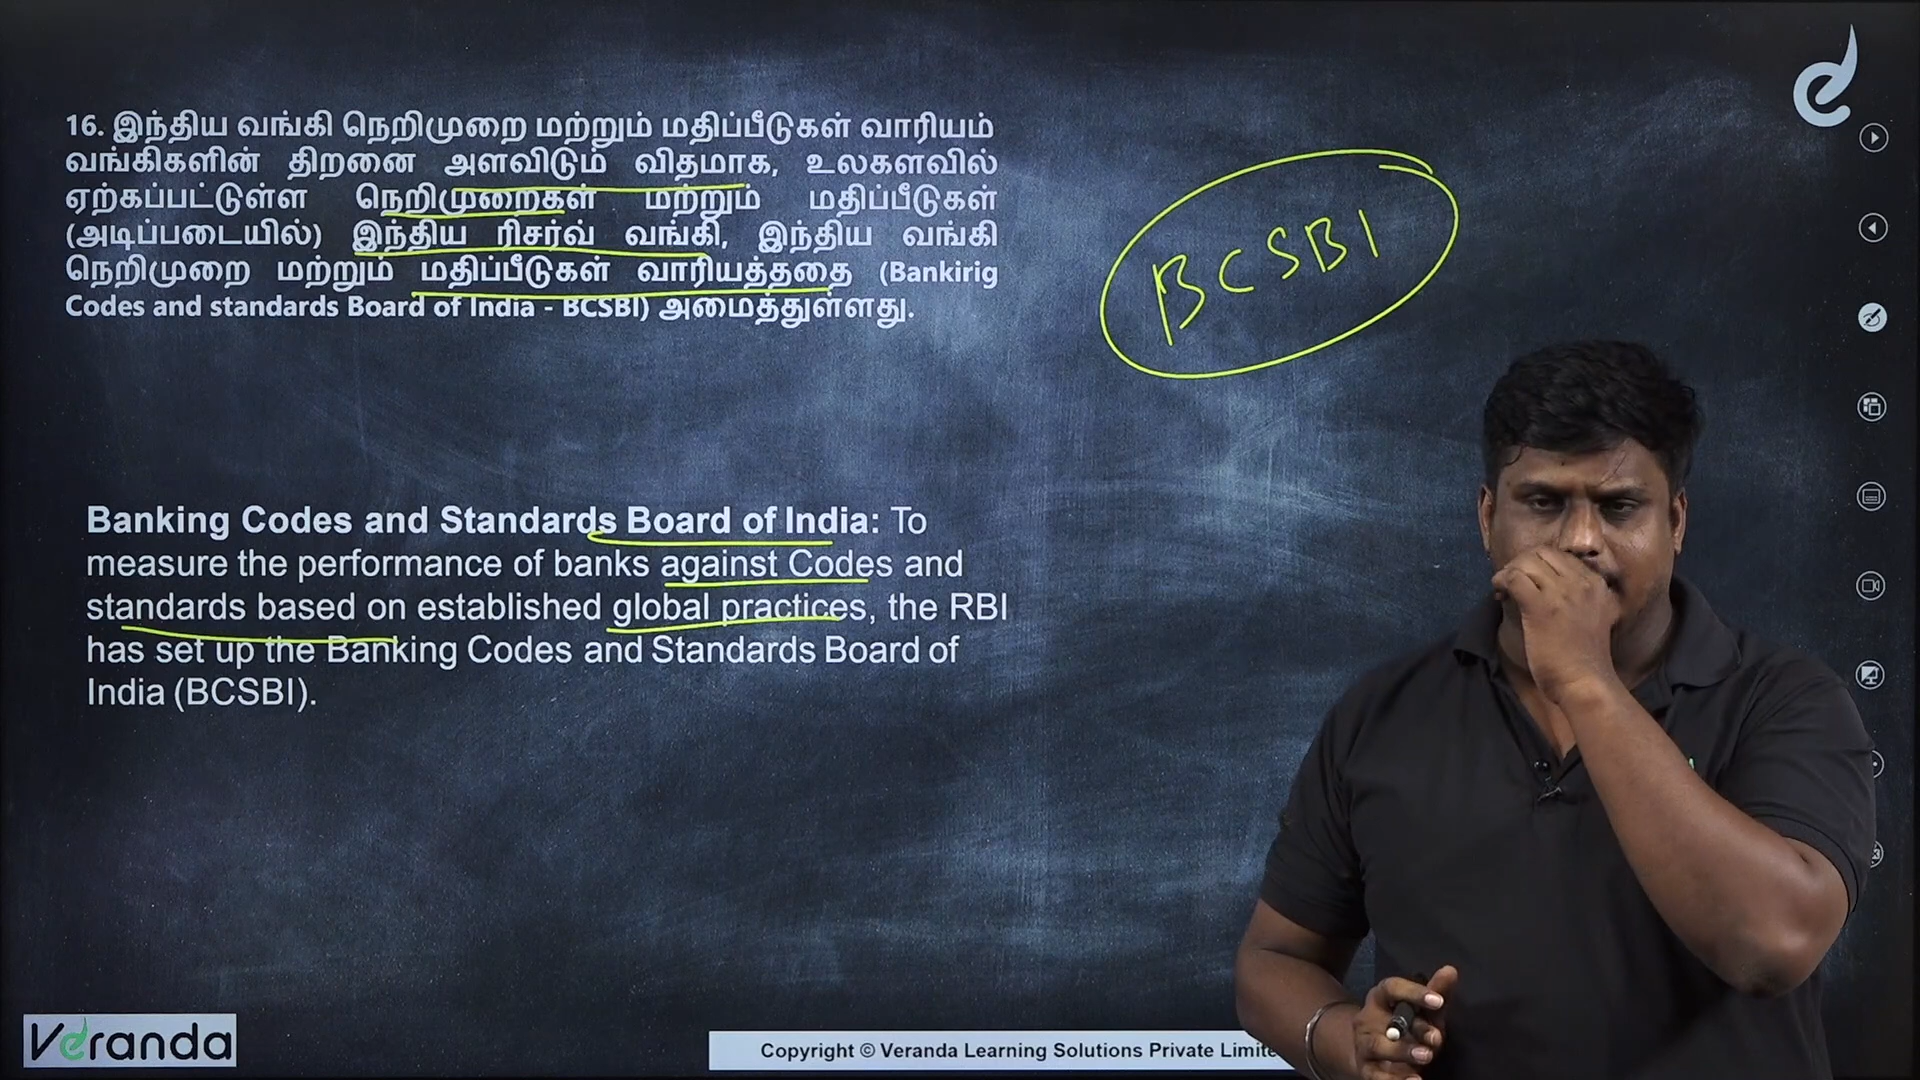 16. இந்திய வங்கி நெறிமுறை மற்றும் மதிப்பீடுகள் வாரியம்
வங்கிகளின் திறனை அளவிடும் விதமாக, உலகளவில்
ஏற்கப்பட்டுள்ள நெறிமுறைகள் மற்றும் மதிப்பீடுகள்
(அடிப்படையில்) இந்திய ரிசர்வ் வங்கி, இந்திய வங்கி
நெறிமுறை மற்றும் மதிப்பீடுகள் வாரியத்ததை (Bankirig
Codes and standards Board of India - BCSBI) அமைத்துள்ளது.
BCSBI
Banking Codes and Standards Board of India: To
measure the performance of banks against Codes and
standards based on established global practices, the RBI
has set up the Banking Codes and Standards Board of
India (BCSBI).
Veranda
Copyright © Veranda Learning Solutions Private